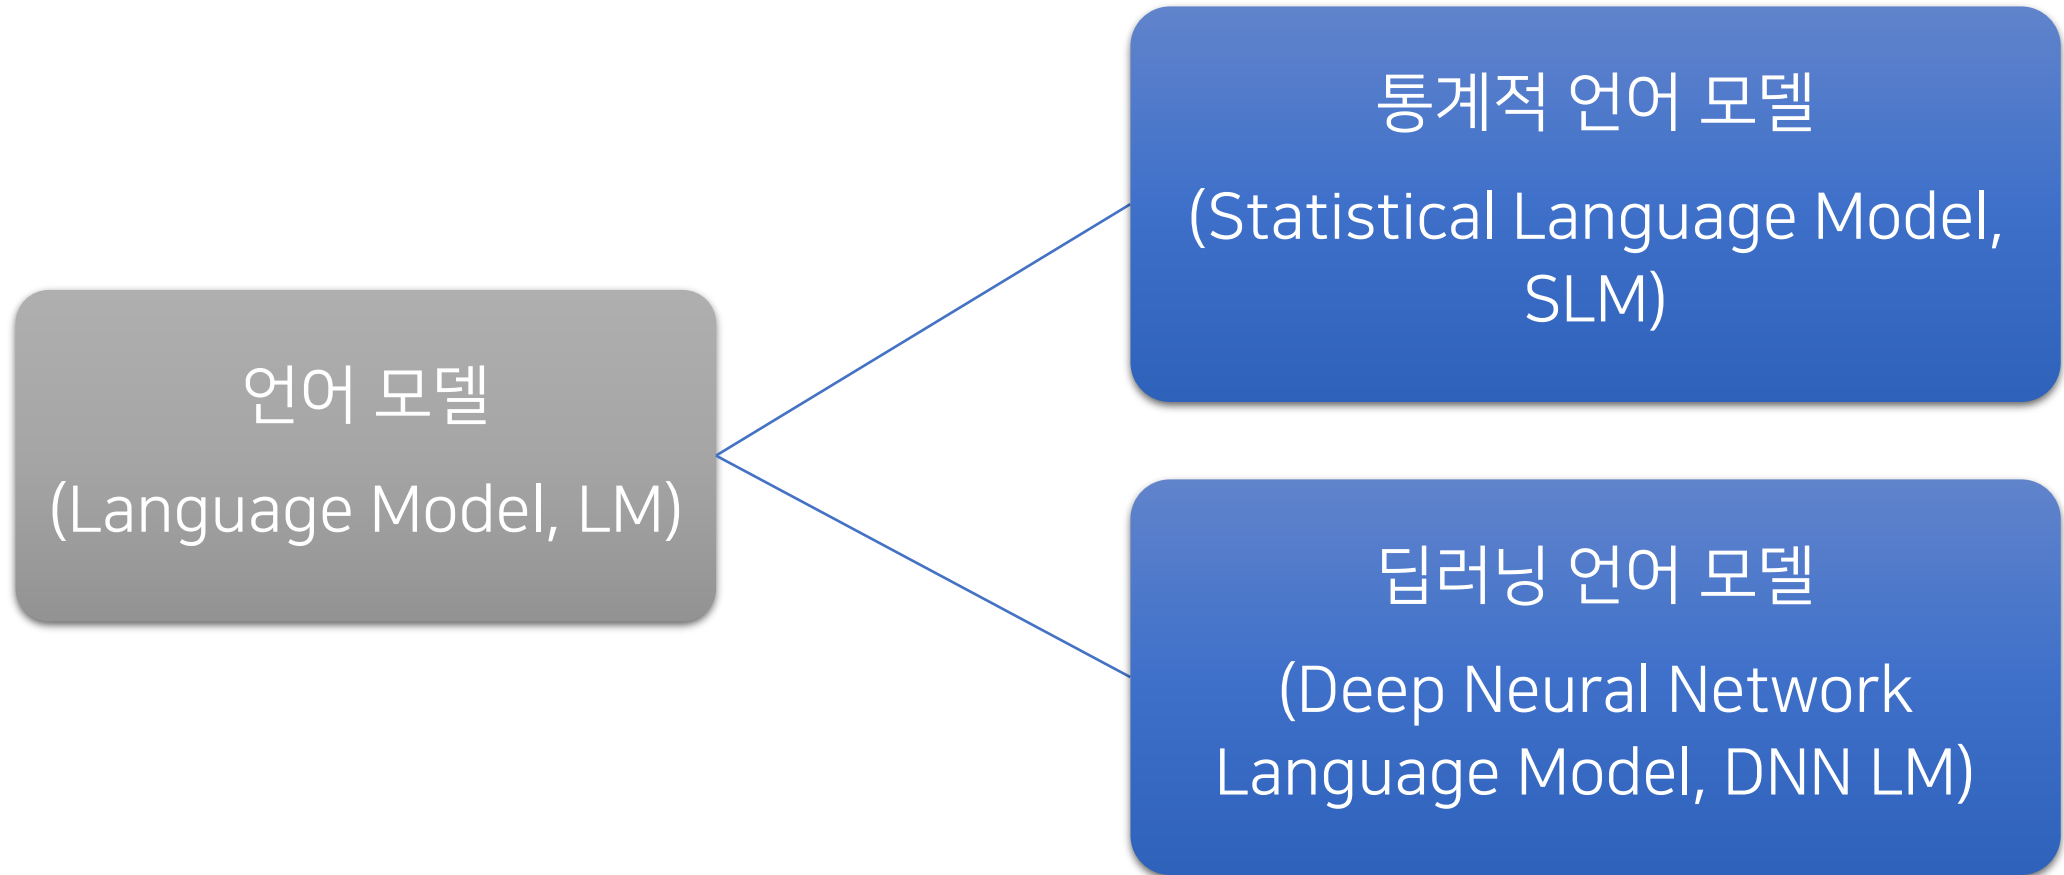 언어 모델
(Language Model, LM)
통계적 언어 모델
(Statistical Language Model,
SLM)
딥러닝 언어 모델
(Deep Neural Network
Language Model, DNN LM)